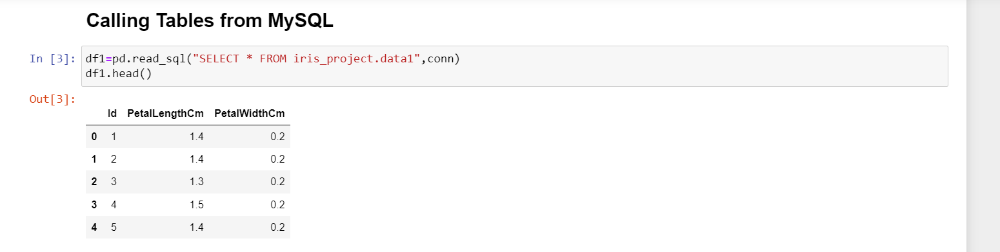 Calling Tables from MySQL
In [3]: df1=pd.read_sql("SELECT * FROM iris_project.data1",conn)
df1.head()
Out[3]:
Id PetalLengthCm PetalWidthCm
0 1 1.4 0.2
1 2 1.4 0.2
2 3 1.3 0.2
3 4 1.5 0.2
4 5 1.4 0.2